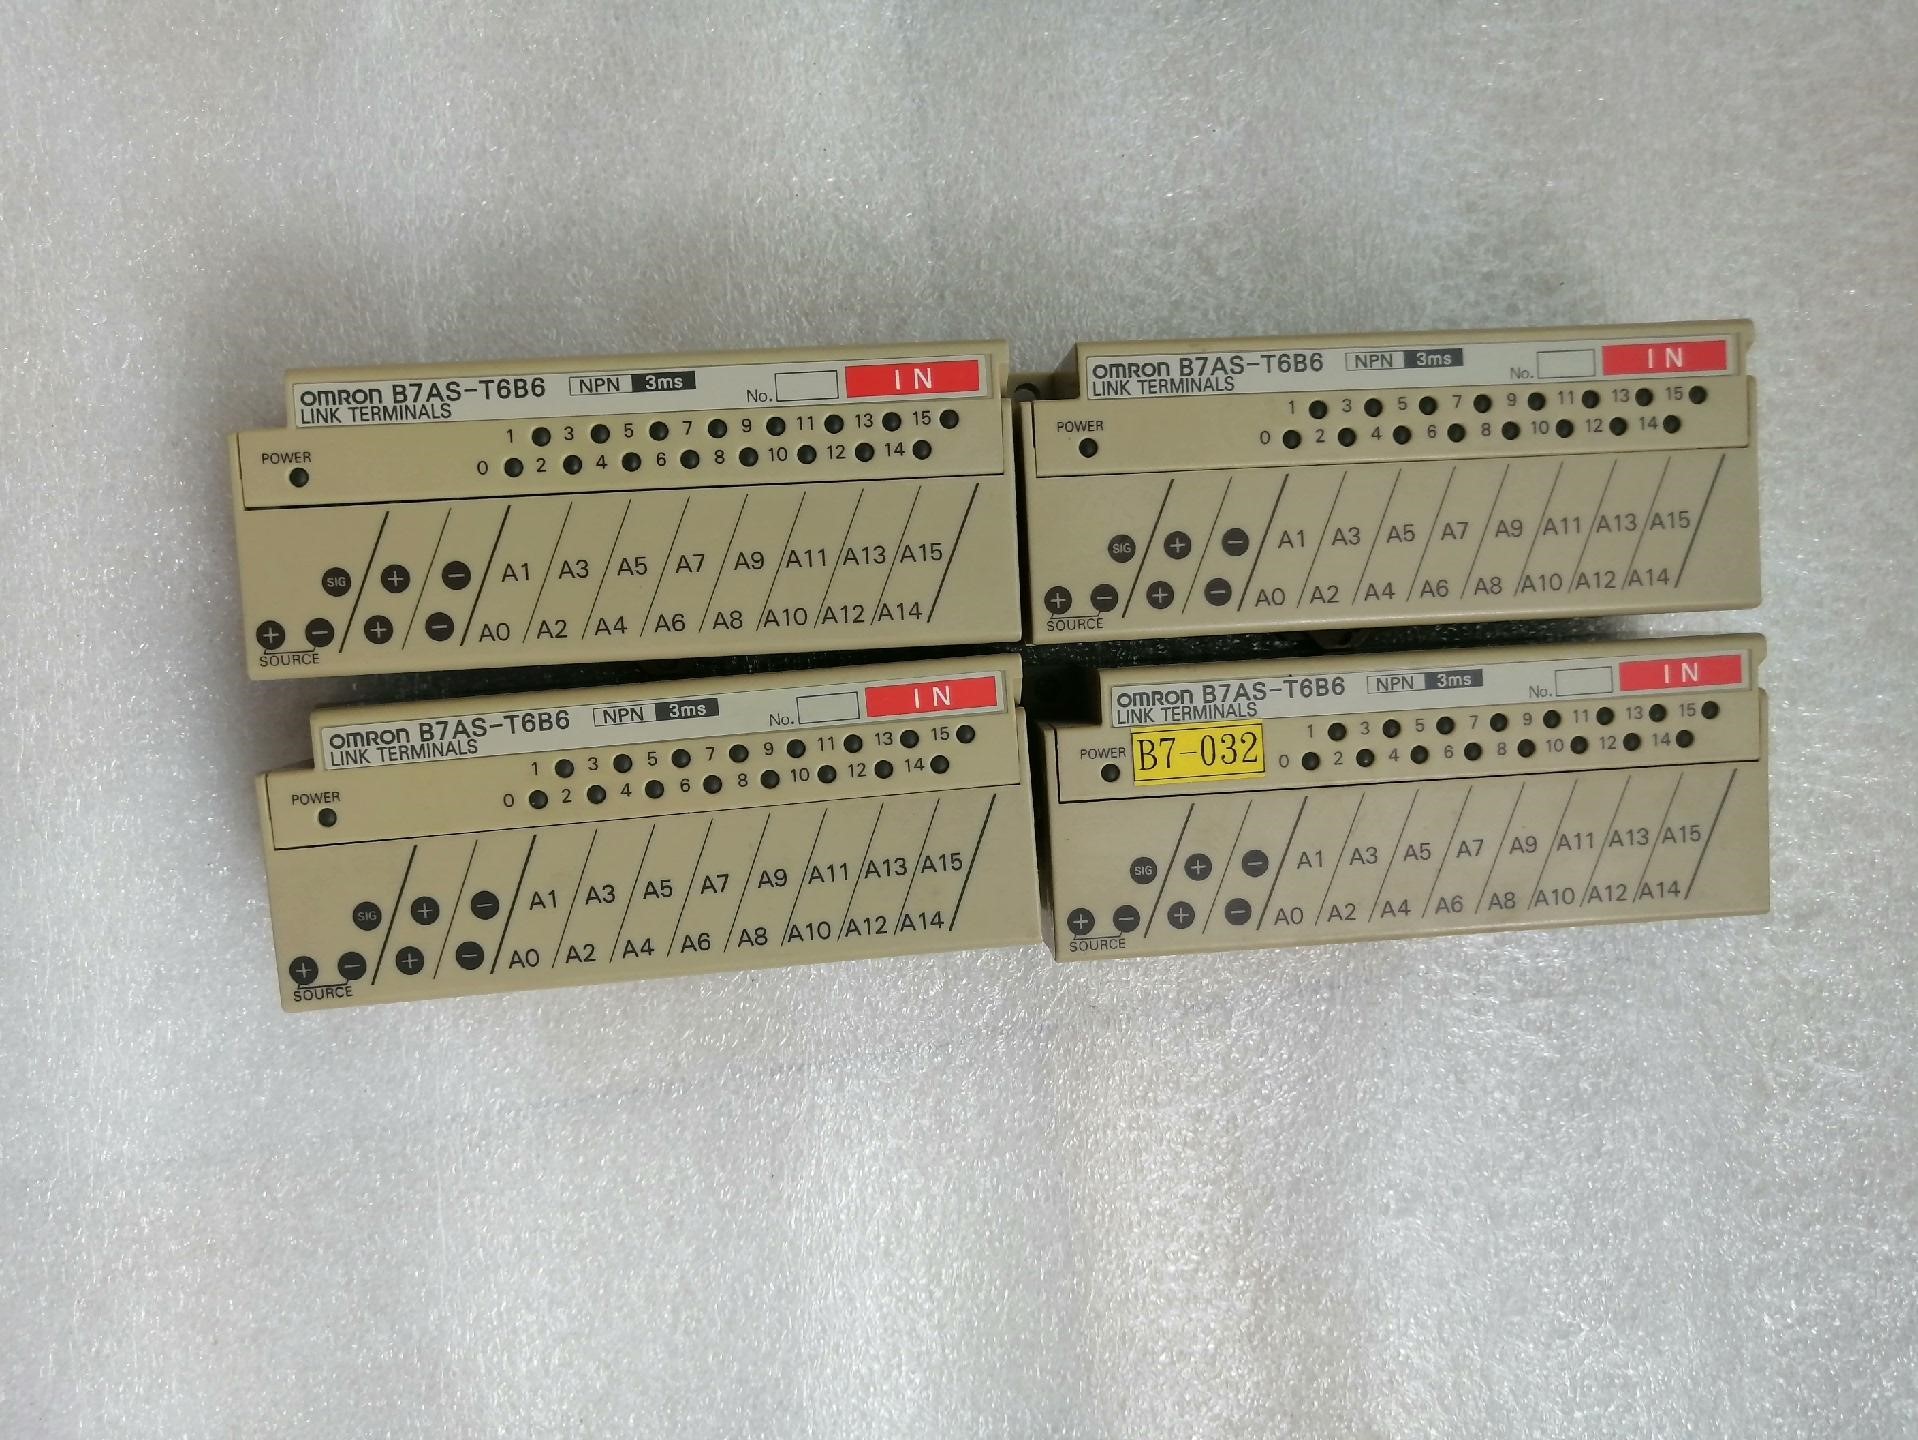 omron B7AS-T6B6 NPN 3ms No. IN
LINK TERMINALS
1 3 5 7 9 11 13 15
POWER
0 2 4 6 8 10 12 14
SIG + − A1 A3 A5 A7 A9 A11 A13 A15
+ − + − A0 A2 A4 A6 A8 A10 A12 A14
SOURCE
omron B7AS-T6B6 NPN 3ms No. IN
LINK TERMINALS
1 3 5 7 9 11 13 15
POWER
0 2 4 6 8 10 12 14
SIG + − A1 A3 A5 A7 A9 A11 A13 A15
+ − + − A0 A2 A4 A6 A8 A10 A12 A14
SOURCE
omron B7AS-T6B6 NPN 3ms No. IN
LINK TERMINALS
1 3 5 7 9 11 13 15
POWER
0 2 4 6 8 10 12 14
SIG + − A1 A3 A5 A7 A9 A11 A13 A15
+ − + − A0 A2 A4 A6 A8 A10 A12 A14
SOURCE
omron B7AS-T6B6 NPN 3ms No. IN
LINK TERMINALS
1 3 5 7 9 11 13 15
POWER B7-032
0 2 4 6 8 10 12 14
SIG + − A1 A3 A5 A7 A9 A11 A13 A15
+ − + − A0 A2 A4 A6 A8 A10 A12 A14
SOURCE